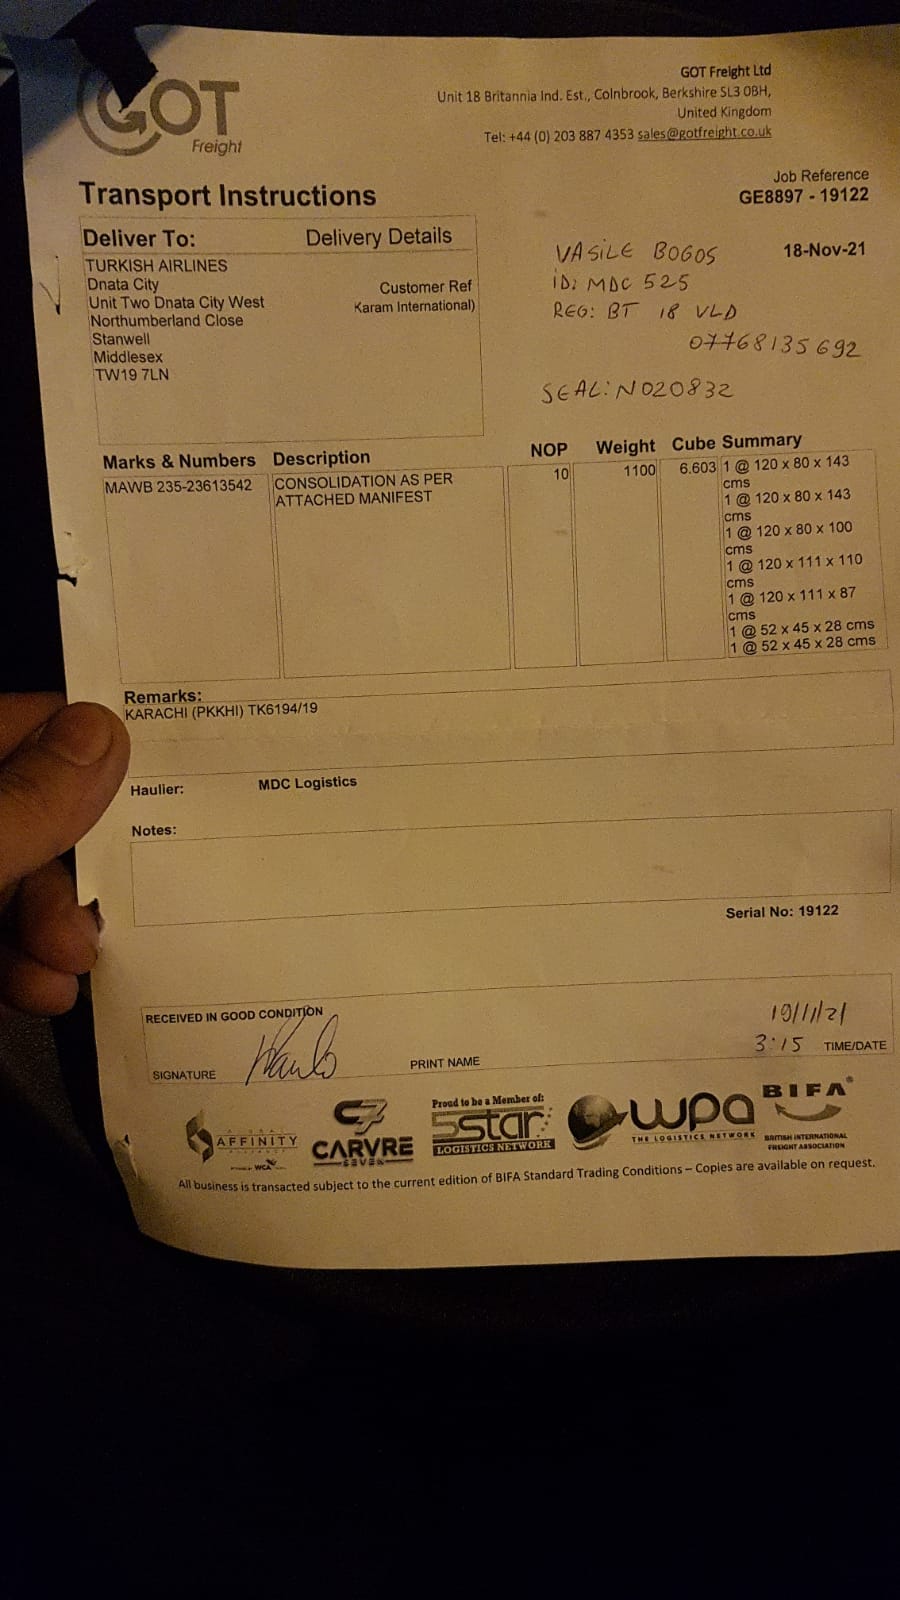 GOT
Freight
GOT Freight Ltd
Unit 18 Britannia Ind. Est., Colnbrook, Berkshire SL3 0BH,
United Kingdom
Tel: +44 (0) 203 887 4353 sales@gotfreight.co.uk
Transport Instructions
Job Reference
GE8897 - 19122
18-Nov-21
Deliver To:
Delivery Details
TURKISH AIRLINES
Dnata City
Unit Two Dnata City West
Northumberland Close
Stanwell
Middlesex
TW19 7LN
Customer Ref
Karam International)
VASILE BOGOS
ID: MDC 525
REG: BT 18 VLD
07768135692
SEAL: N020832
Marks & Numbers Description NOP Weight Cube Summary
MAWB 235-23613542
CONSOLIDATION AS PER
ATTACHED MANIFEST
10
1100
6.603
1 @ 120 x 80 x 143
cms
1 @ 120 x 80 x 143
cms
1 @ 120 x 80 x 100
cms
1 @ 120 x 111 x 110
cms
1 @ 120 x 111 x 87
cms
1 @ 52 x 45 x 28 cms
1 @ 52 x 45 x 28 cms
Remarks:
KARACHI (PKKHI) TK6194/19
Haulier: MDC Logistics
Notes:
Serial No: 19122
RECEIVED IN GOOD CONDITION
19/11/21
3:15 TIME/DATE
SIGNATURE
PRINT NAME
AFFINITY
WCA
CARVRE
SEVEN
Proud to be a Member of:
5star
LOGISTICS NETWORK
wpa
THE LOGISTICS NETWORK
BIFA
BRITISH INTERNATIONAL
FREIGHT ASSOCIATION
All business is transacted subject to the current edition of BIFA Standard Trading Conditions – Copies are available on request.